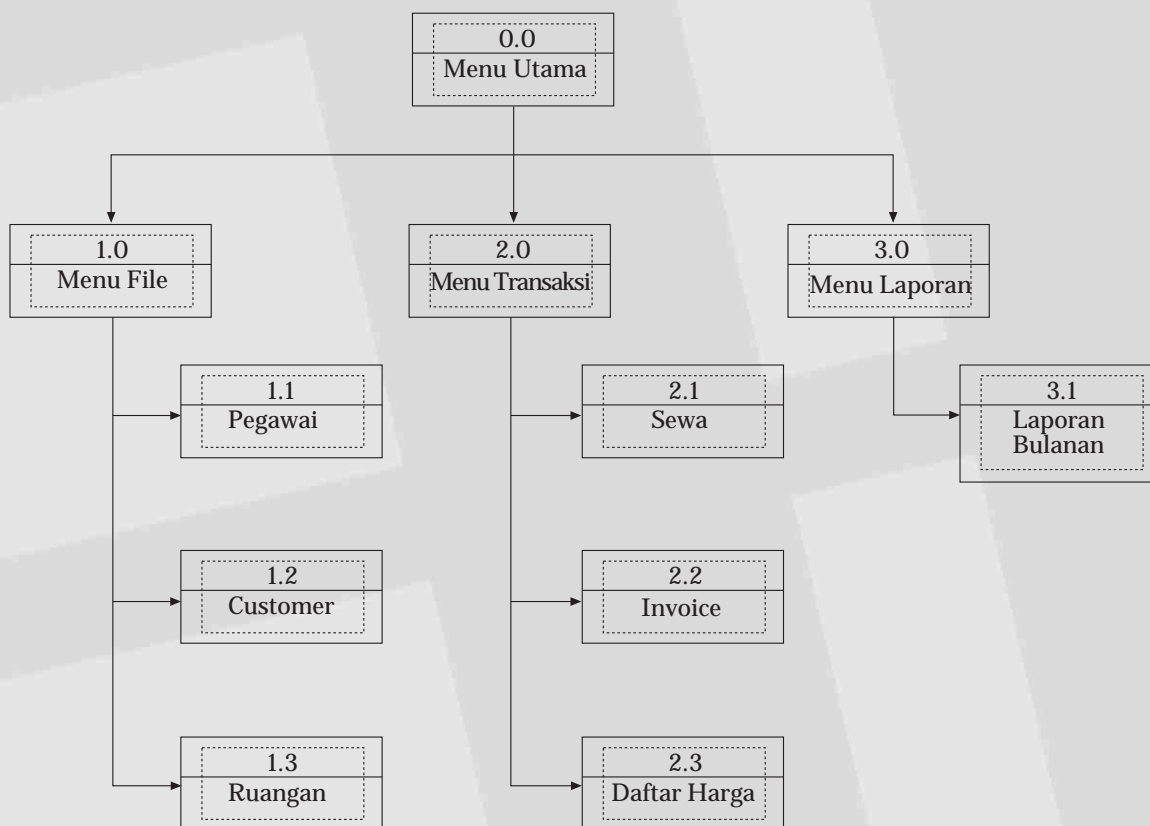 0.0
Menu Utama
1.0
Menu File
2.0
Menu Transaksi
3.0
Menu Laporan
1.1
Pegawai
2.1
Sewa
3.1
Laporan
Bulanan
1.2
Customer
2.2
Invoice
1.3
Ruangan
2.3
Daftar Harga